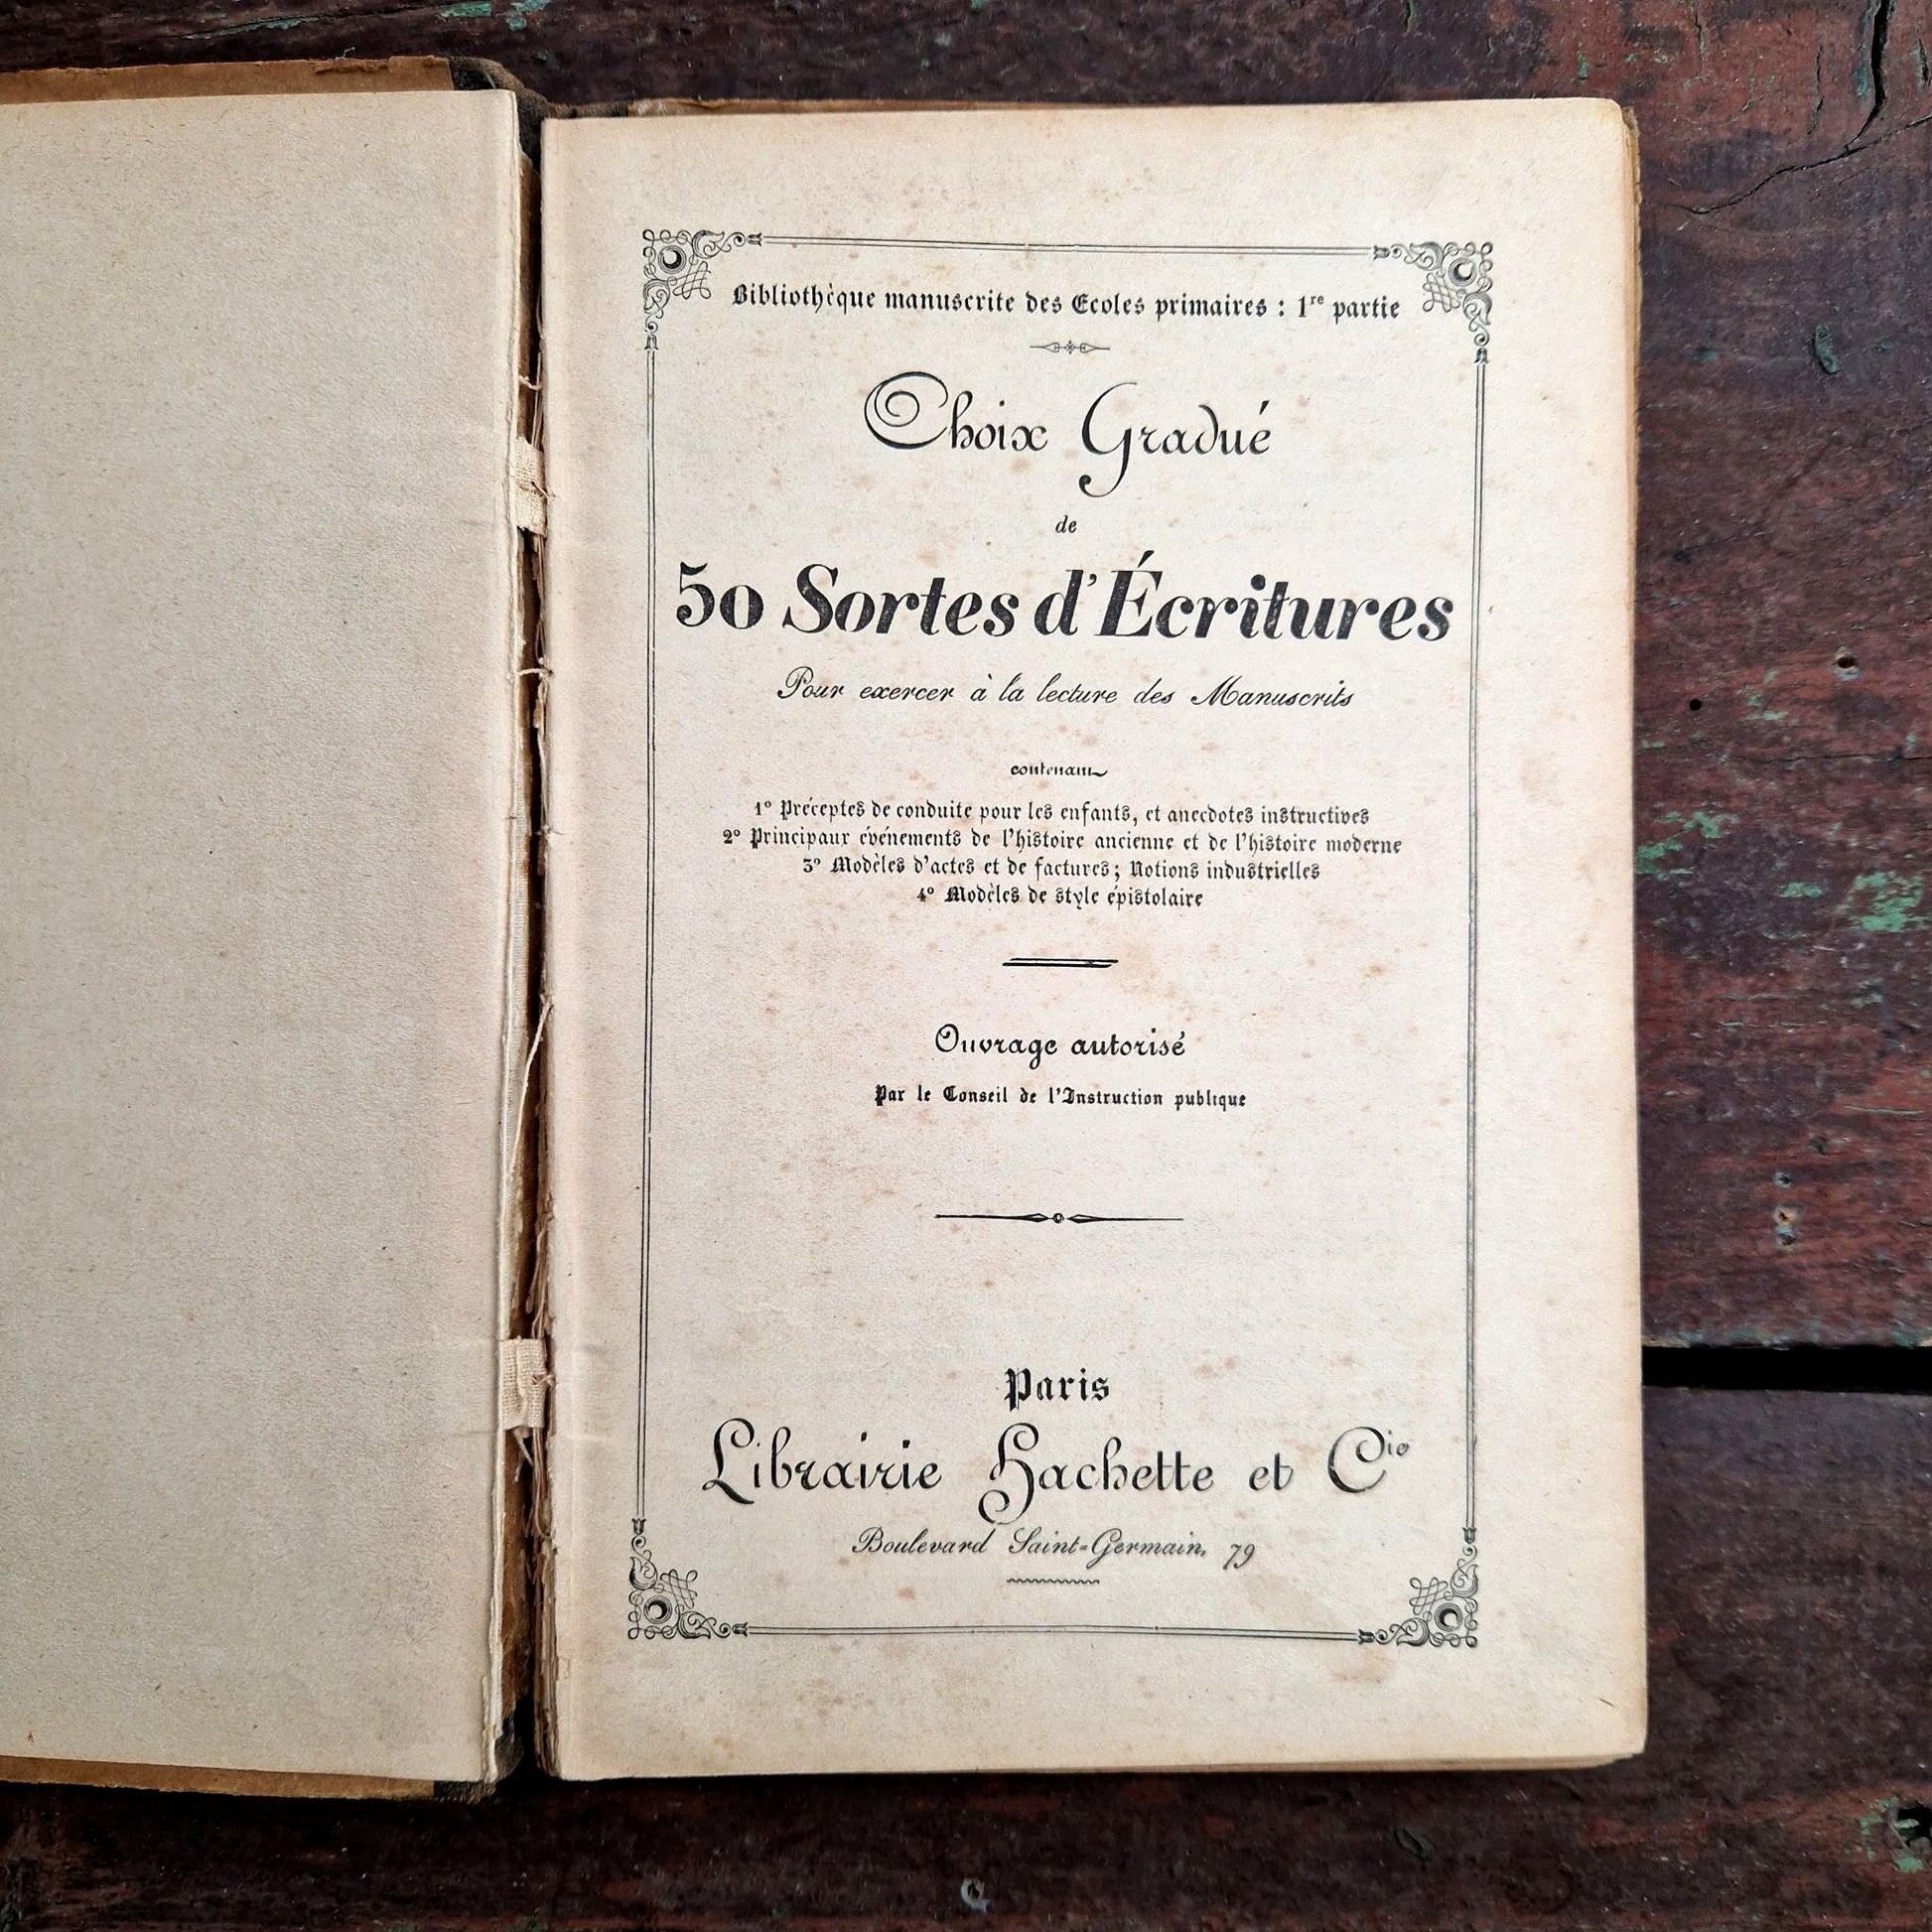 Bibliothèque manuscrite des Ecoles primaires : 1re partie
Choix Gradué
de
50 Sortes d'Écritures
Pour exercer à la lecture des Manuscrits
contenant
1° Préceptes de conduite pour les enfants, et anecdotes instructives
2° Principaux événements de l'histoire ancienne et de l'histoire moderne
3° Modèles d'actes et de factures ; Notions industrielles
4° Modèles de style épistolaire
Ouvrage autorisé
Par le Conseil de l'Instruction publique
Paris
Librairie Hachette et Cie
Boulevard Saint-Germain, 79